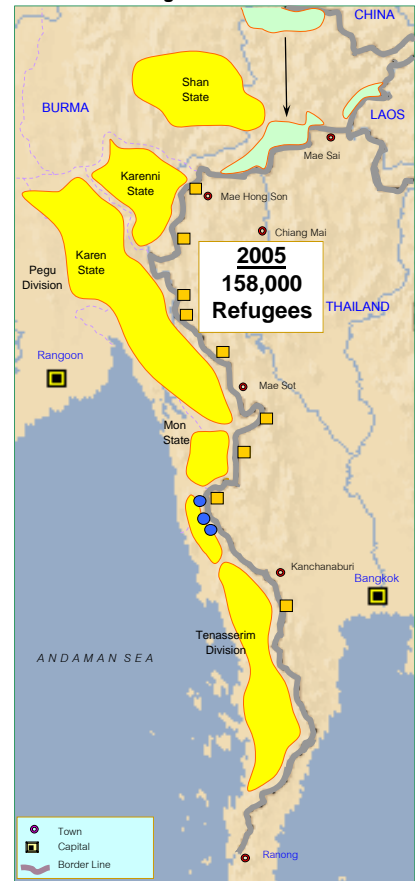 CHINA
Shan
State
BURMA
LAOS
Mae Sai
Karenni
State
Mae Hong Son
Chiang Mai
Karen
State
Pegu
Division
2005
158,000
Refugees
THAILAND
Rangoon
Mae Sot
Mon
State
Kanchanaburi
Bangkok
Tenasserim
Division
ANDAMAN SEA
Town
Capital
Border Line
Ranong